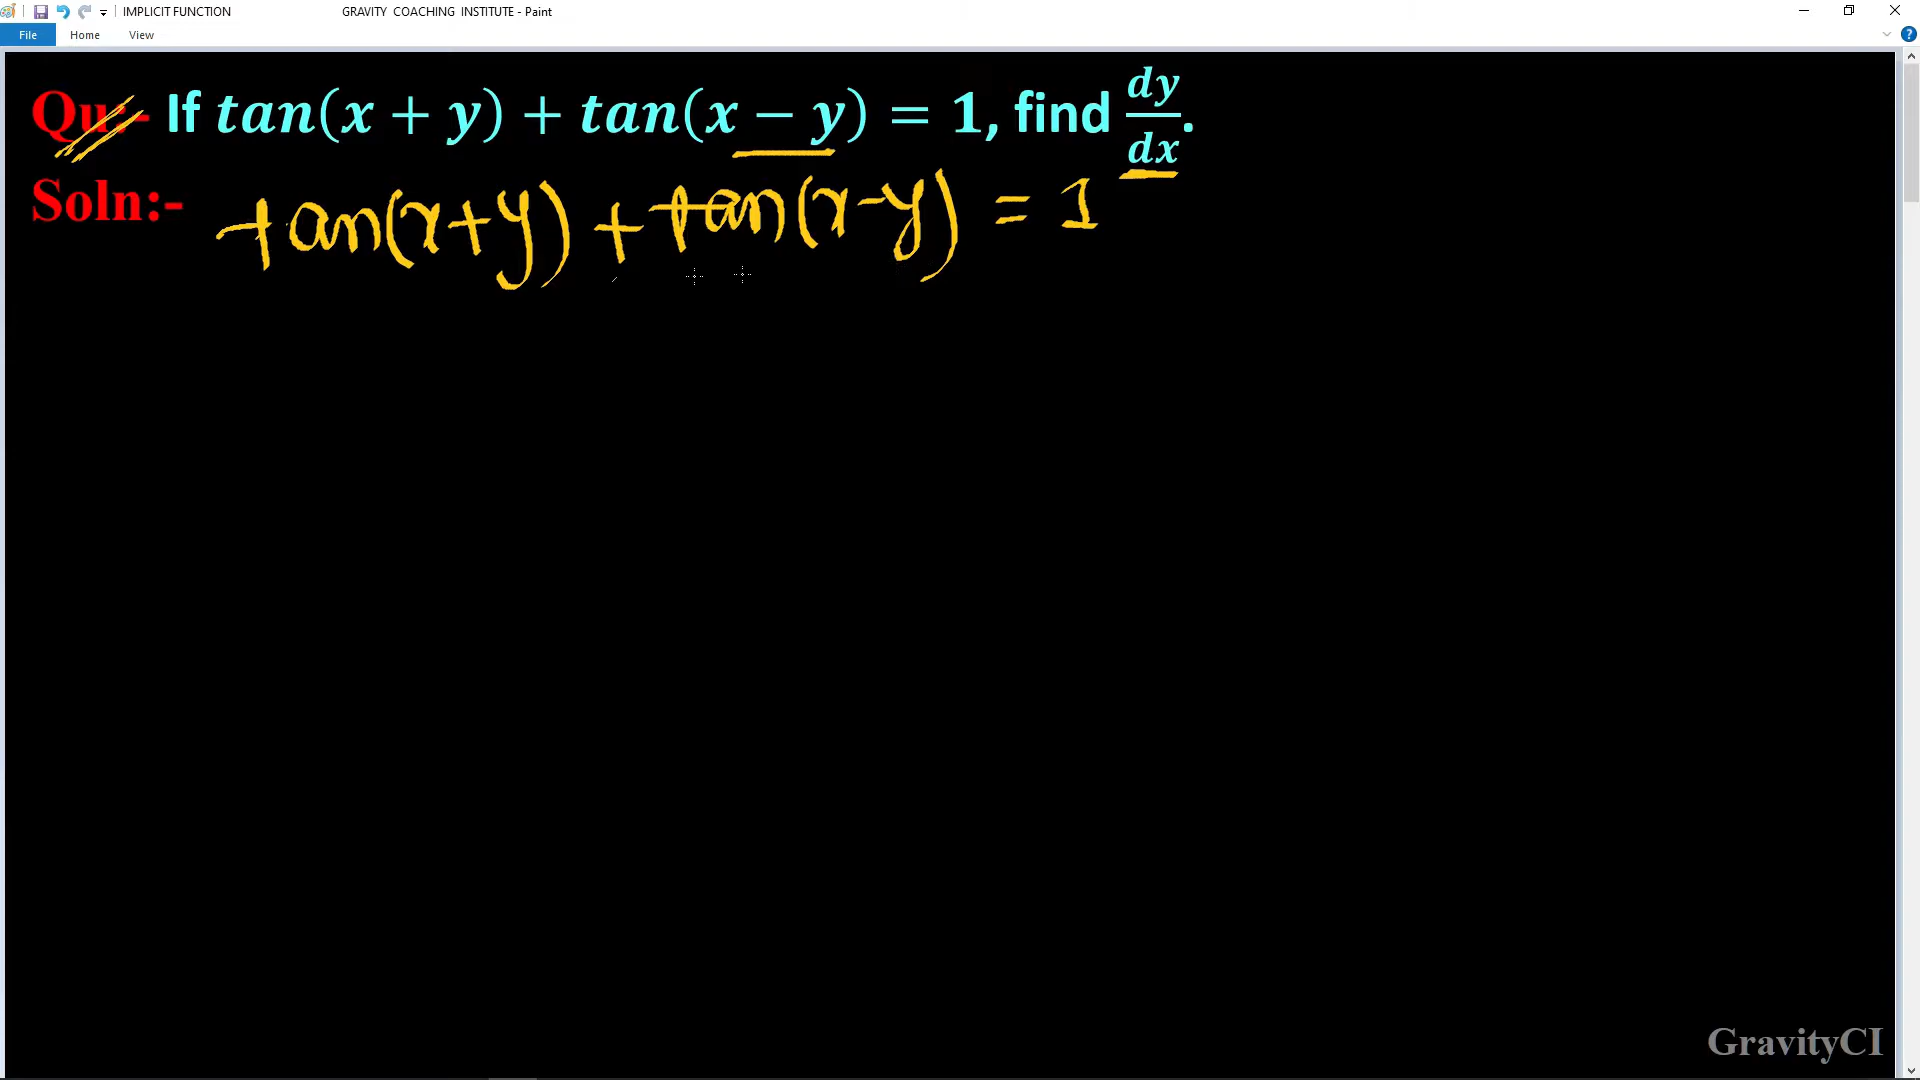 IMPLICIT FUNCTION GRAVITY COACHING INSTITUTE - Paint
File Home View
Qu:- If tan(x + y) + tan(x − y) = 1, find dy/dx.
Soln:- tan(x+y) + tan(x-y) = 1
GravityCI